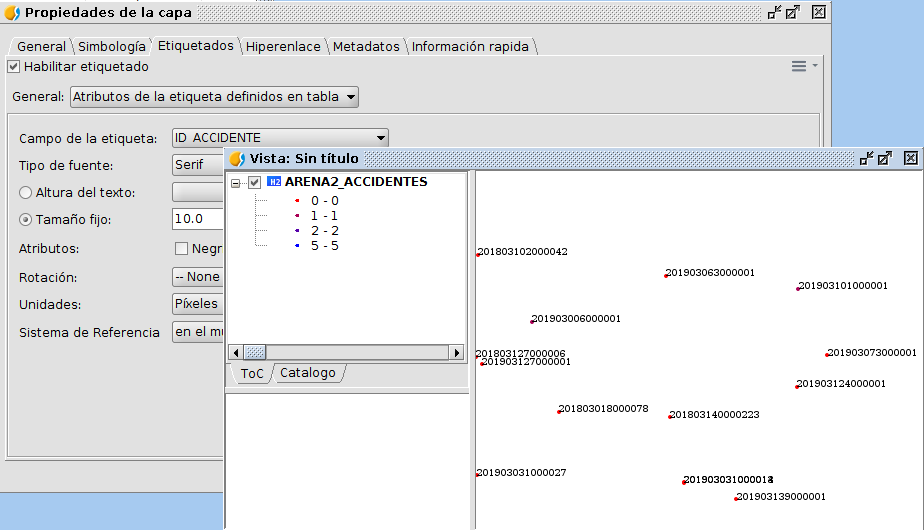 Propiedades de la capa
General Simbología Etiquetados Hiperenlace Metadatos Información rapida
Habilitar etiquetado
General: Atributos de la etiqueta definidos en tabla
Campo de la etiqueta: ID_ACCIDENTE
Tipo de fuente: Serif
Altura del texto:
Tamaño fijo: 10.0
Atributos: Negr
Rotación: -- None
Unidades: Píxeles
Sistema de Referencia en el mu
Vista: Sin título
H2 ARENA2_ACCIDENTES
0 - 0
1 - 1
2 - 2
5 - 5
ToC Catalogo
201803102000042
201903063000001
201903101000001
201903006000001
201803127000006
201903127000001
201903073000001
201903124000001
201803018000078
201803140000223
201903031000027
201903139000001